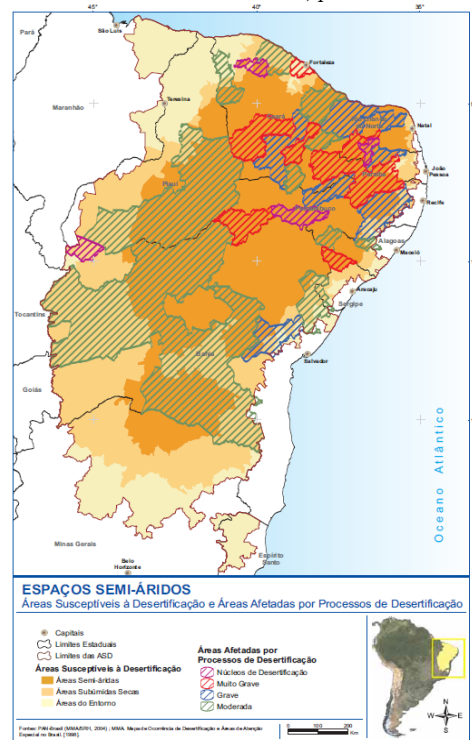 45°
40°
35°
Pará
São Luís
Fortaleza
Teresina
Maranhão
Ceará
Natal
João
Pessoa
Piauí
Recife
Alagoas
Maceió
Aracaju
Sergipe
Tocantins
Bahia
Salvador
Goiás
Oceano Atlântico
Minas Gerais
Belo
Horizonte
Espírito
Santo
ESPAÇOS SEMI-ÁRIDOS
Áreas Susceptíveis à Desertificação e Áreas Afetadas por Processos de Desertificação
Capitais
Limites Estaduais
Limites das ASD
Áreas Susceptíveis à Desertificação
Áreas Semi-áridas
Áreas Subúmidas Secas
Áreas do Entorno
Áreas Afetadas por
Processos de Desertificação
Núcleos de Desertificação
Muito Grave
Grave
Moderada
N
W
E
S
0
100
200
Km